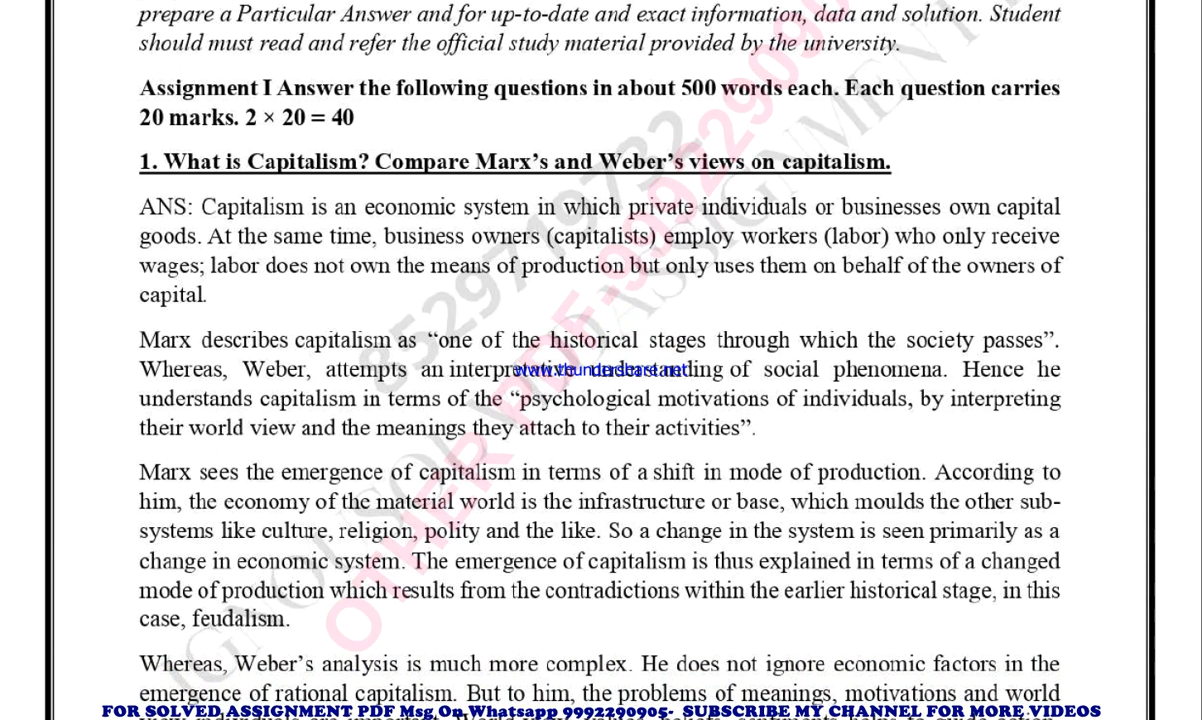 prepare a Particular Answer and for up-to-date and exact information, data and solution. Student
should must read and refer the official study material provided by the university.
Assignment I Answer the following questions in about 500 words each. Each question carries
20 marks. 2 × 20 = 40
1. What is Capitalism? Compare Marx’s and Weber’s views on capitalism.
ANS: Capitalism is an economic system in which private individuals or businesses own capital
goods. At the same time, business owners (capitalists) employ workers (labor) who only receive
wages; labor does not own the means of production but only uses them on behalf of the owners of
capital.
Marx describes capitalism as “one of the historical stages through which the society passes”.
Whereas, Weber, attempts an interpretative understanding of social phenomena. Hence he
www.thundershare.net
understands capitalism in terms of the “psychological motivations of individuals, by interpreting
their world view and the meanings they attach to their activities”.
Marx sees the emergence of capitalism in terms of a shift in mode of production. According to
him, the economy of the material world is the infrastructure or base, which moulds the other sub-
systems like culture, religion, polity and the like. So a change in the system is seen primarily as a
change in economic system. The emergence of capitalism is thus explained in terms of a changed
mode of production which results from the contradictions within the earlier historical stage, in this
case, feudalism.
Whereas, Weber’s analysis is much more complex. He does not ignore economic factors in the
emergence of rational capitalism. But to him, the problems of meanings, motivations and world
FOR SOLVED ASSIGNMENT PDF Msg On Whatsapp 9992290905- SUBSCRIBE MY CHANNEL FOR MORE VIDEOS
8529719732
OTHER PDF-9992290905
IGNOU SOLVED ASSIGNMENT